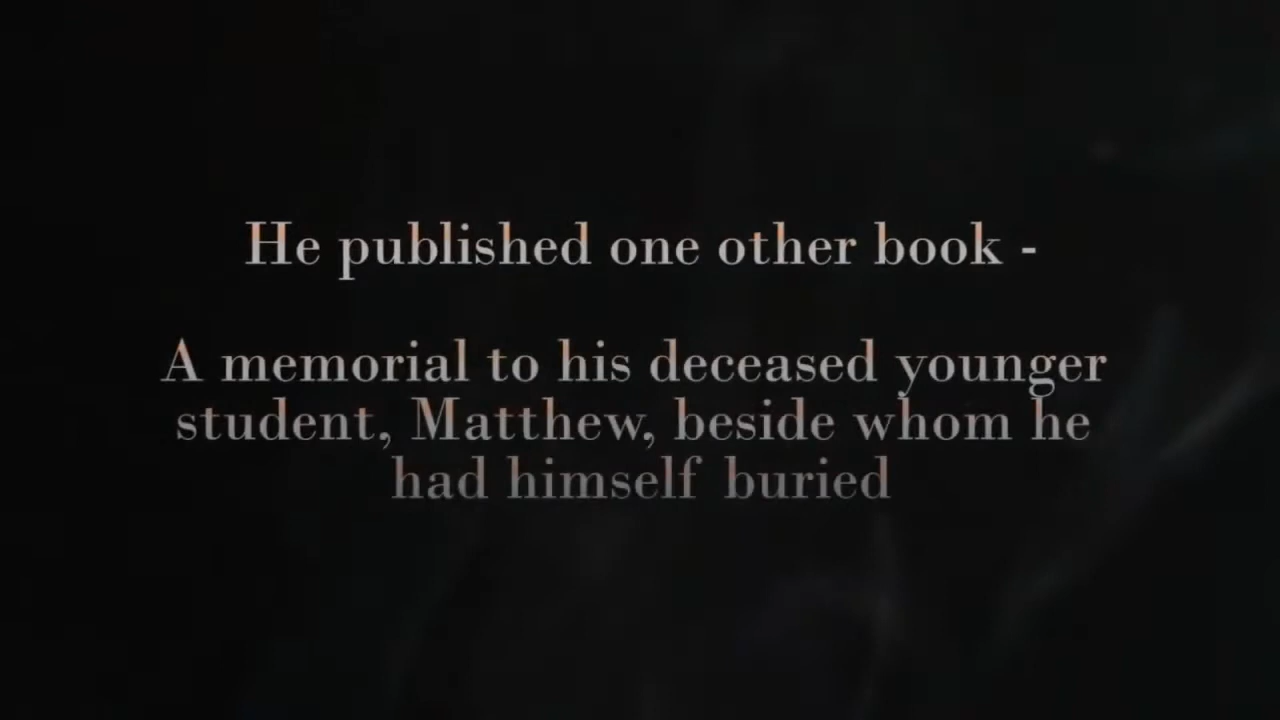 He published one other book -
A memorial to his deceased younger
student, Matthew, beside whom he
had himself buried